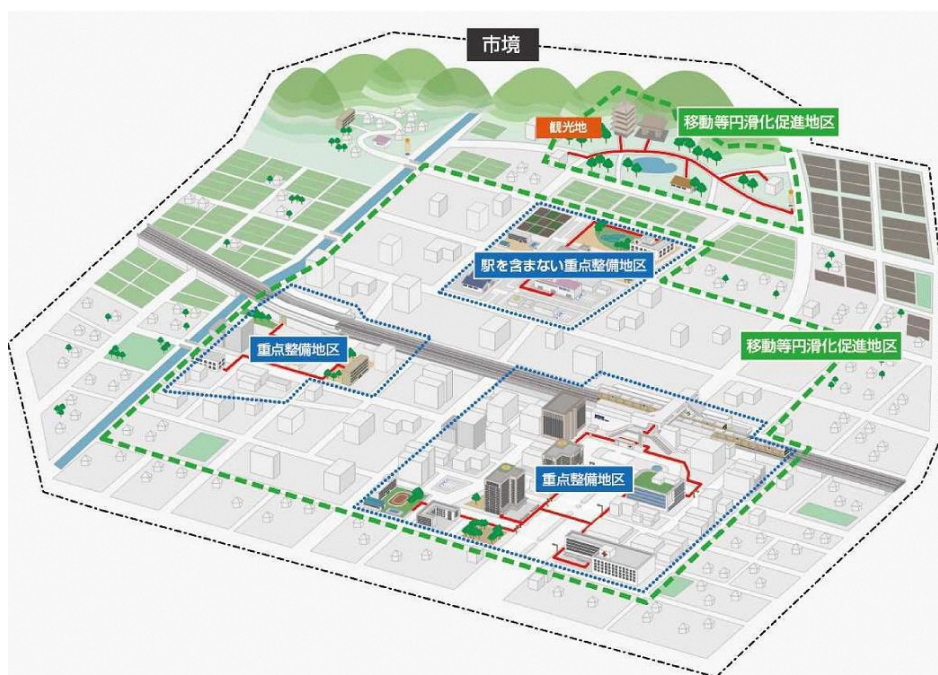 市境
移動等円滑化促進地区
観光地
駅を含まない重点整備地区
重点整備地区
移動等円滑化促進地区
重点整備地区